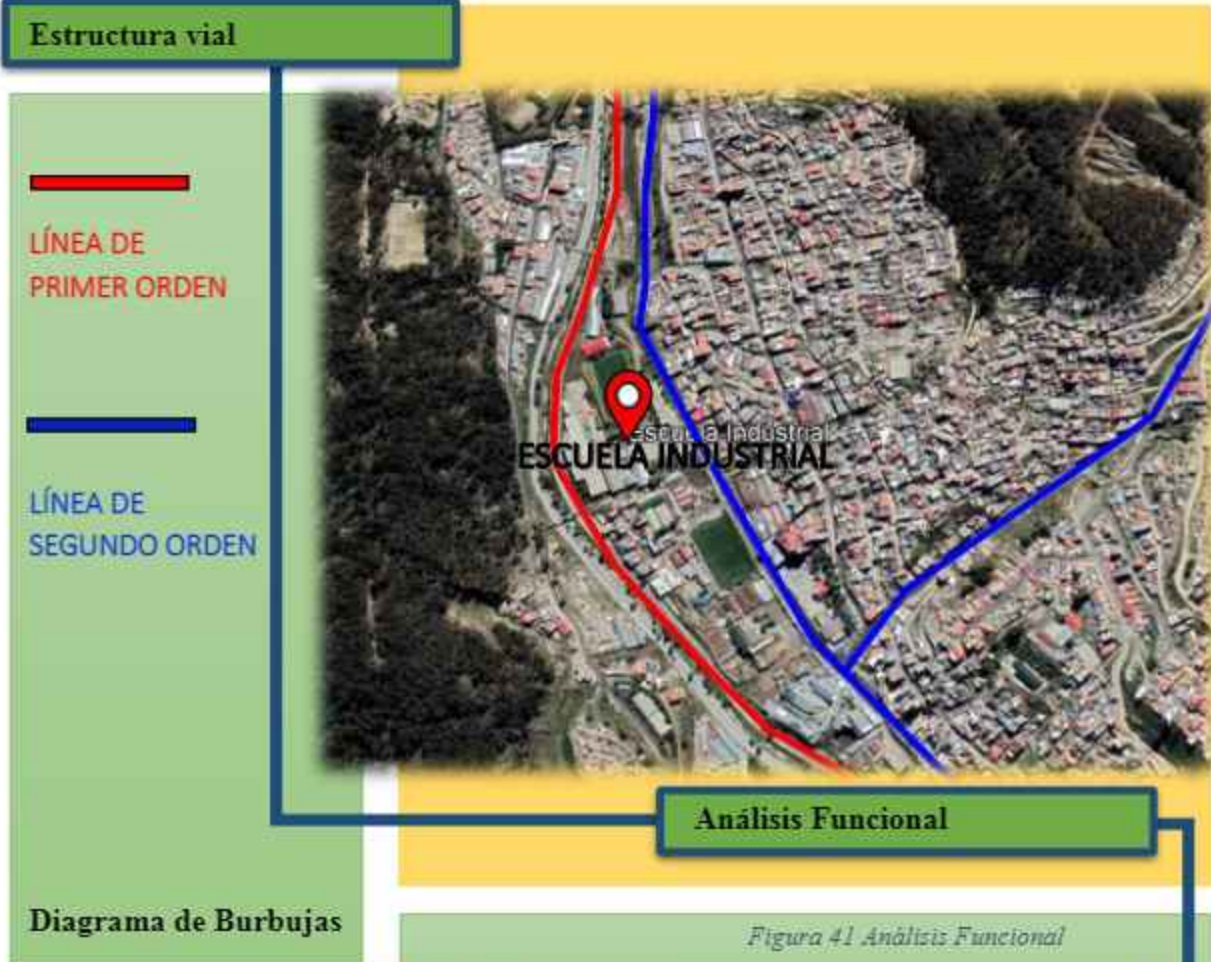 Estructura vial
LÍNEA DE
PRIMER ORDEN
LÍNEA DE
SEGUNDO ORDEN
Escuela Industrial
ESCUELA INDUSTRIAL
Análisis Funcional
Diagrama de Burbujas
Figura 41 Análisis Funcional